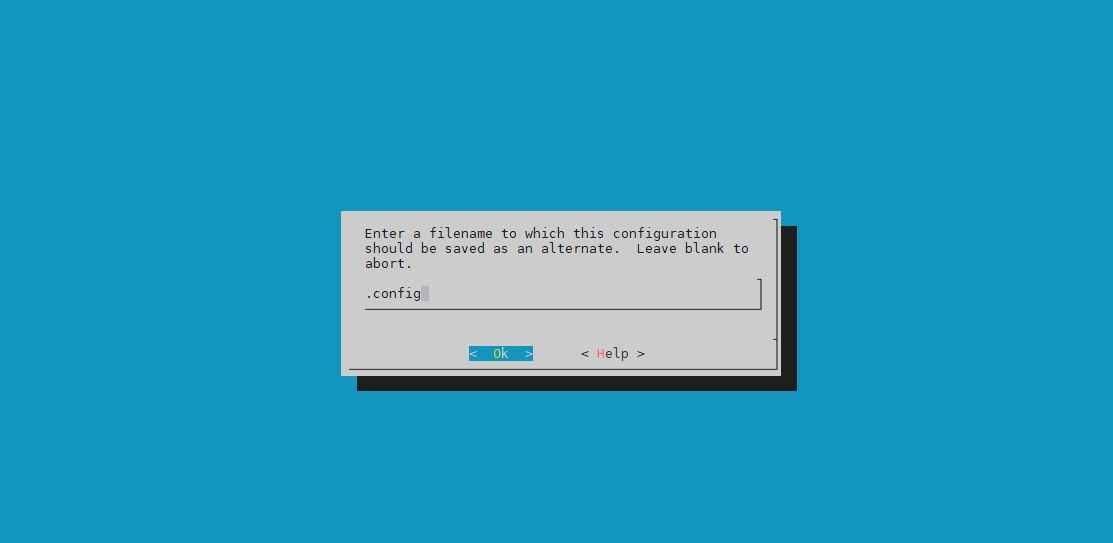 Enter a filename to which this configuration
should be saved as an alternate.  Leave blank to
abort.
.config
<  Ok  >      < Help >